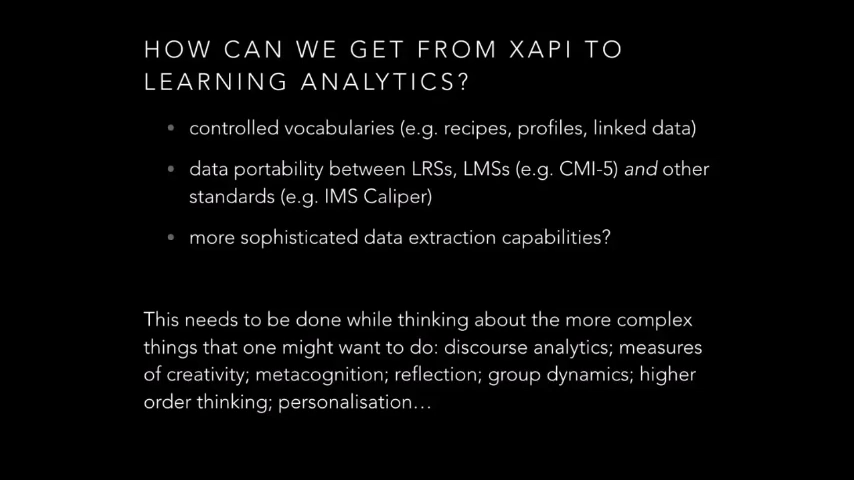 HOW CAN WE GET FROM XAPI TO
LEARNING ANALYTICS?
• controlled vocabularies (e.g. recipes, profiles, linked data)
• data portability between LRSs, LMSs (e.g. CMI-5) and other
standards (e.g. IMS Caliper)
• more sophisticated data extraction capabilities?
This needs to be done while thinking about the more complex
things that one might want to do: discourse analytics; measures
of creativity; metacognition; reflection; group dynamics; higher
order thinking; personalisation...